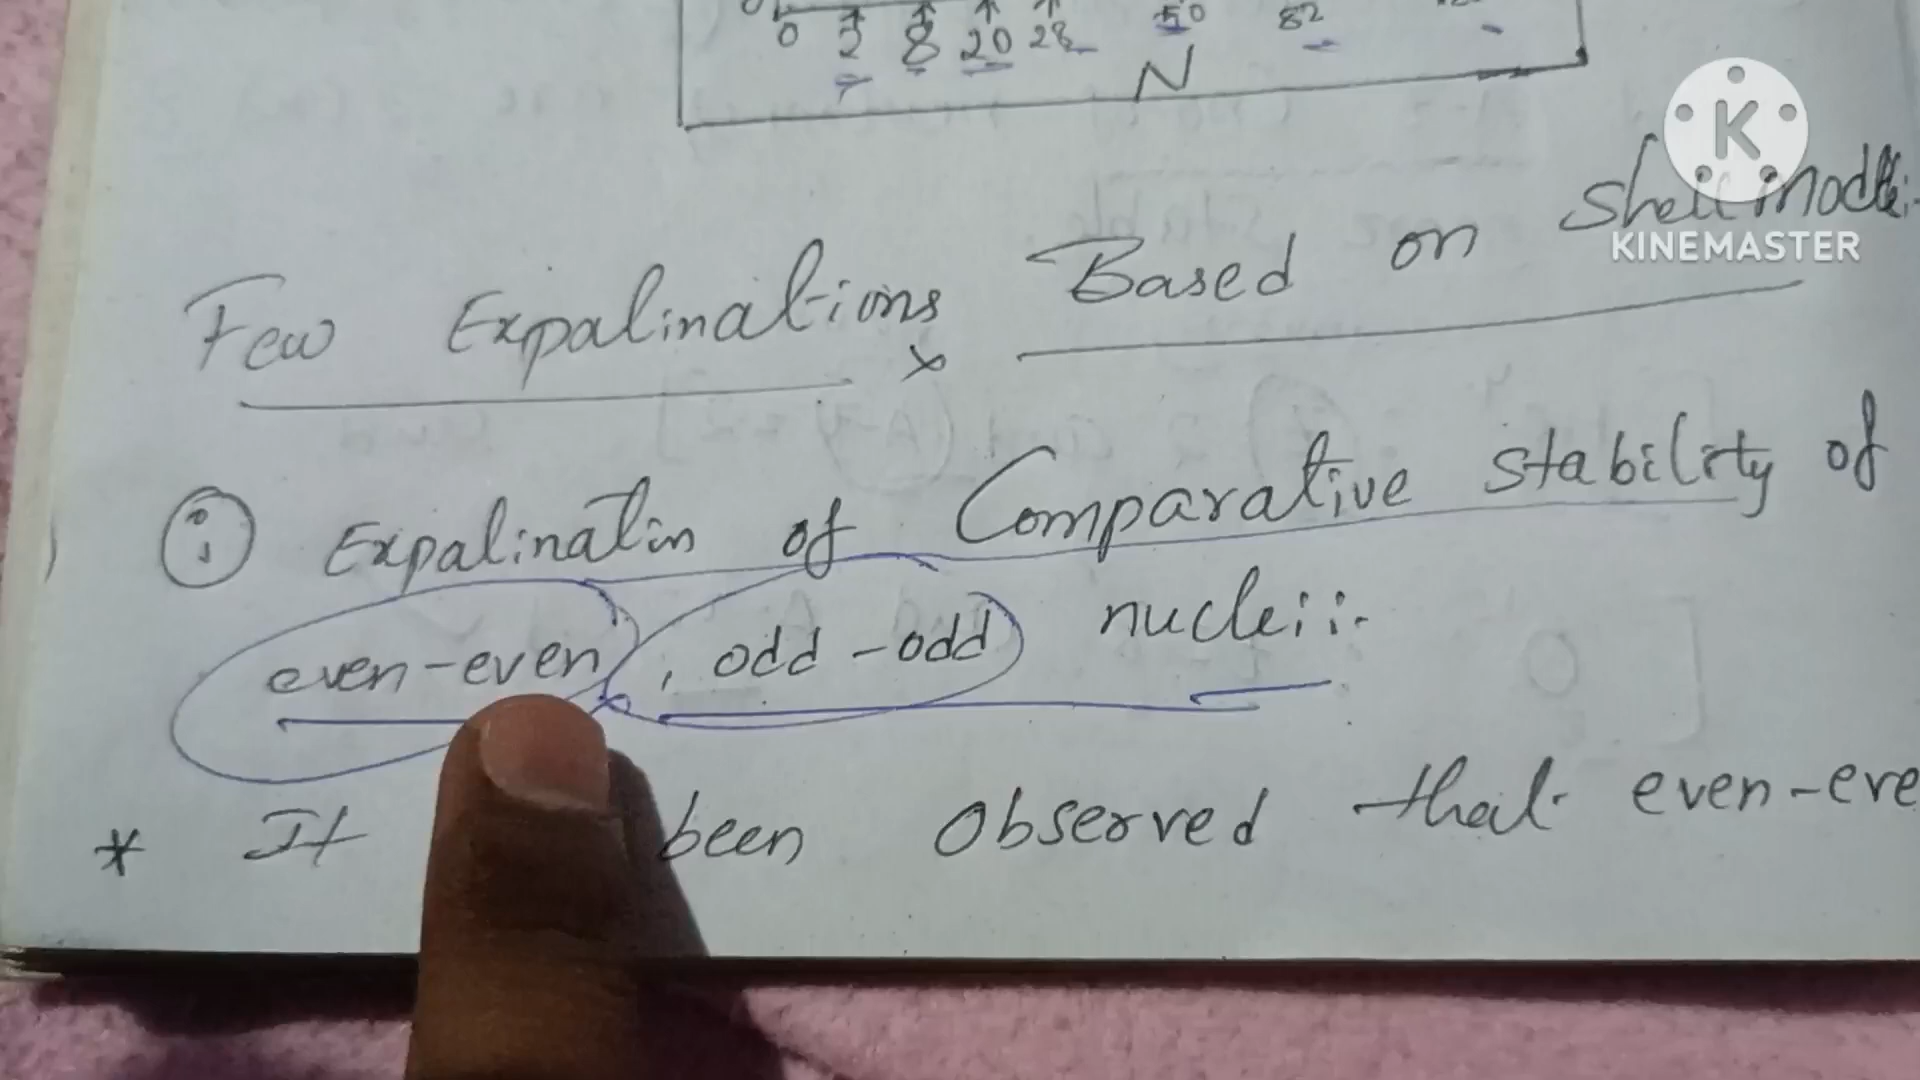 0 2 8 20 28 50 82
N
K
KINEMASTER
Few Expalinations Based on Shell model:-
i Expalination of Comparative stability of
even-even, odd-odd nucleii:-
* It been Observed that even-eve